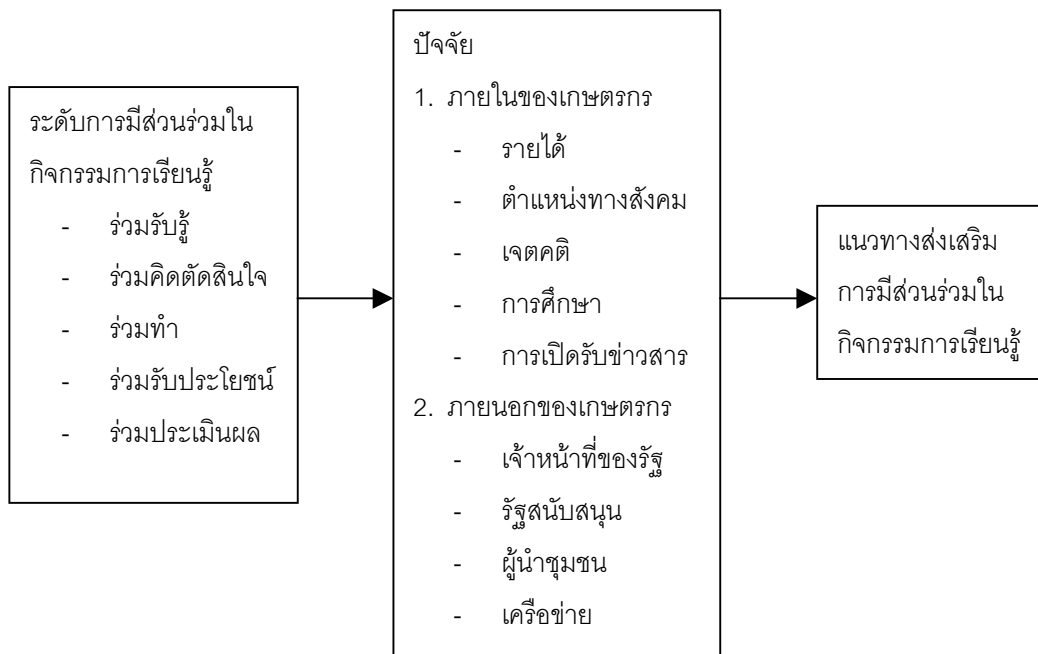 ระดับการมีส่วนร่วมใน
กิจกรรมการเรียนรู้
- ร่วมรับรู้
- ร่วมคิดตัดสินใจ
- ร่วมทำ
- ร่วมรับประโยชน์
- ร่วมประเมินผล
ปัจจัย
1. ภายในของเกษตรกร
- รายได้
- ตำแหน่งทางสังคม
- เจตคติ
- การศึกษา
- การเปิดรับข่าวสาร
2. ภายนอกของเกษตรกร
- เจ้าหน้าที่ของรัฐ
- รัฐสนับสนุน
- ผู้นำชุมชน
- เครือข่าย
แนวทางส่งเสริม
การมีส่วนร่วมใน
กิจกรรมการเรียนรู้